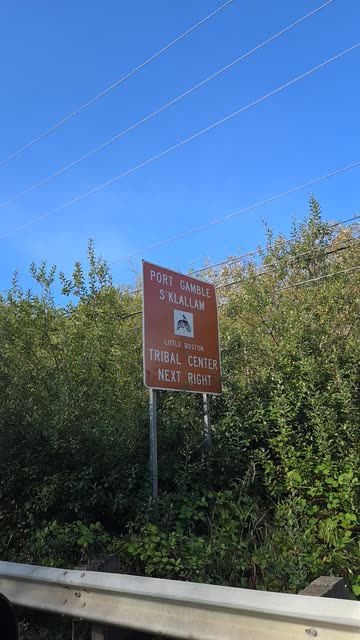 PORT GAMBLE
S'KLALLAM
LITTLE BOSTON
TRIBAL CENTER
NEXT RIGHT